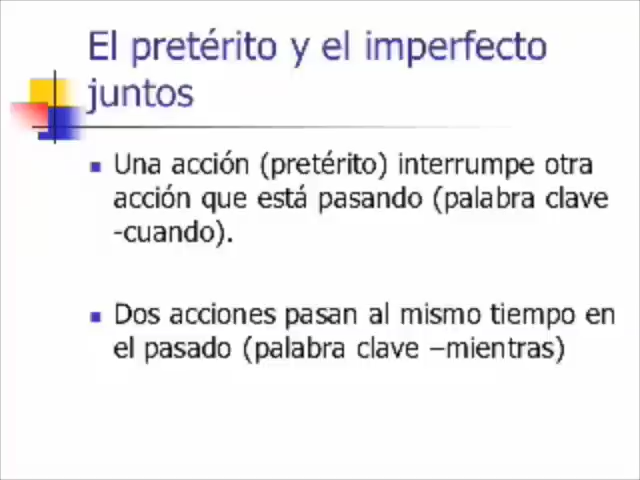 El pretérito y el imperfecto
juntos
Una acción (pretérito) interrumpe otra
acción que está pasando (palabra clave
-cuando).
Dos acciones pasan al mismo tiempo en
el pasado (palabra clave –mientras)